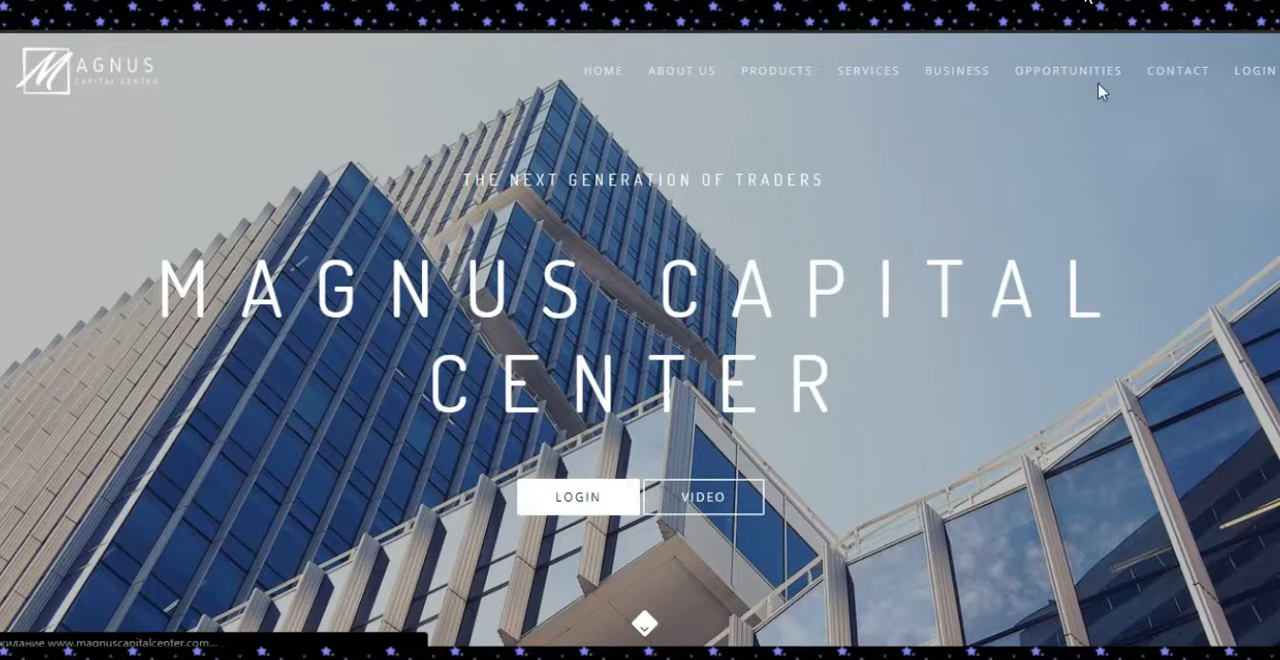 MAGNUS
CAPITAL CENTER
HOME ABOUT US PRODUCTS SERVICES BUSINESS OPPORTUNITIES CONTACT LOGIN
THE NEXT GENERATION OF TRADERS
MAGNUS CAPITAL
CENTER
LOGIN VIDEO
жидание www.magnuscapitalcenter.com...